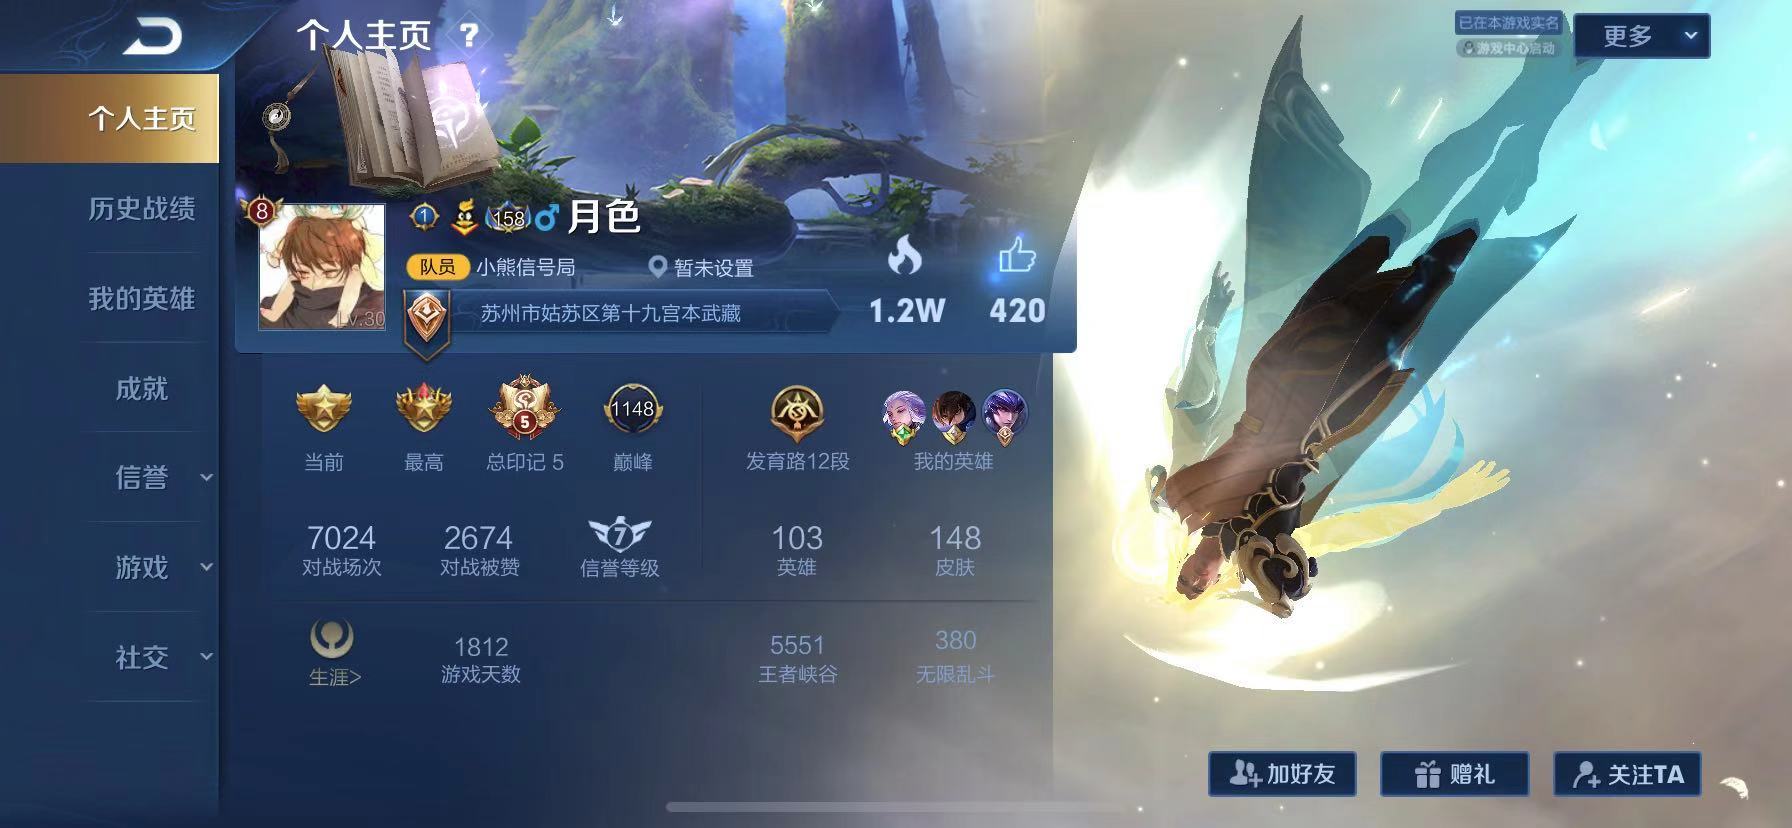 个人主页 ?
已在本游戏实名
游戏中心启动
更多
个人主页
历史战绩
我的英雄
成就
信誉
游戏
社交
8
1
158
月色
Lv.30
队员
小熊信号局
暂未设置
苏州市姑苏区第十九宫本武藏
1.2W
420
5
1148
当前
最高
总印记 5
巅峰
发育路12段
我的英雄
7024
2674
7
103
148
对战场次
对战被赞
信誉等级
英雄
皮肤
生涯>
1812
游戏天数
5551
王者峡谷
380
无限乱斗
加好友
赠礼
关注TA